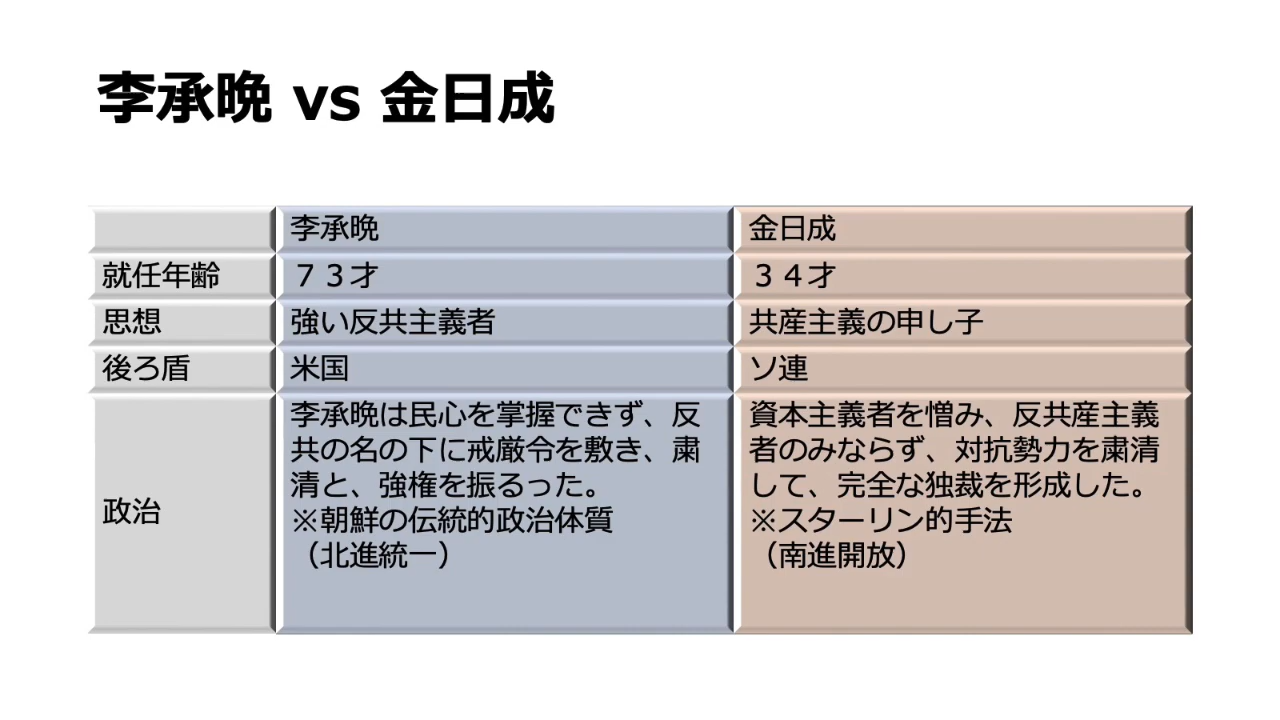 李承晩 vs 金日成
李承晩 金日成
就任年齢 ７３才 ３４才
思想 強い反共主義者 共産主義の申し子
後ろ盾 米国 ソ連
政治
李承晩は民心を掌握できず、反
共の名の下に戒厳令を敷き、粛
清と、強権を振るった。
※朝鮮の伝統的政治体質
（北進統一）
資本主義者を憎み、反共産主義
者のみならず、対抗勢力を粛清
して、完全な独裁を形成した。
※スターリン的手法
（南進開放）